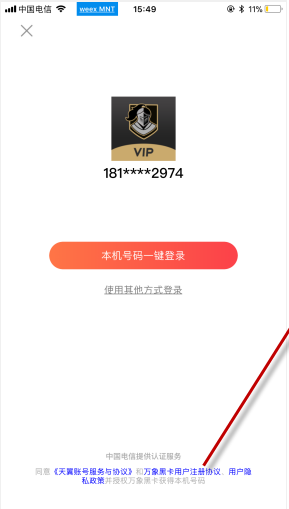 中国电信 weex MNT 15:49 11%
VIP
181****2974
本机号码一键登录
使用其他方式登录
中国电信提供认证服务
同意《天翼账号服务与协议》和万象黑卡用户注册协议、用户隐
私政策并授权万象黑卡获得本机号码